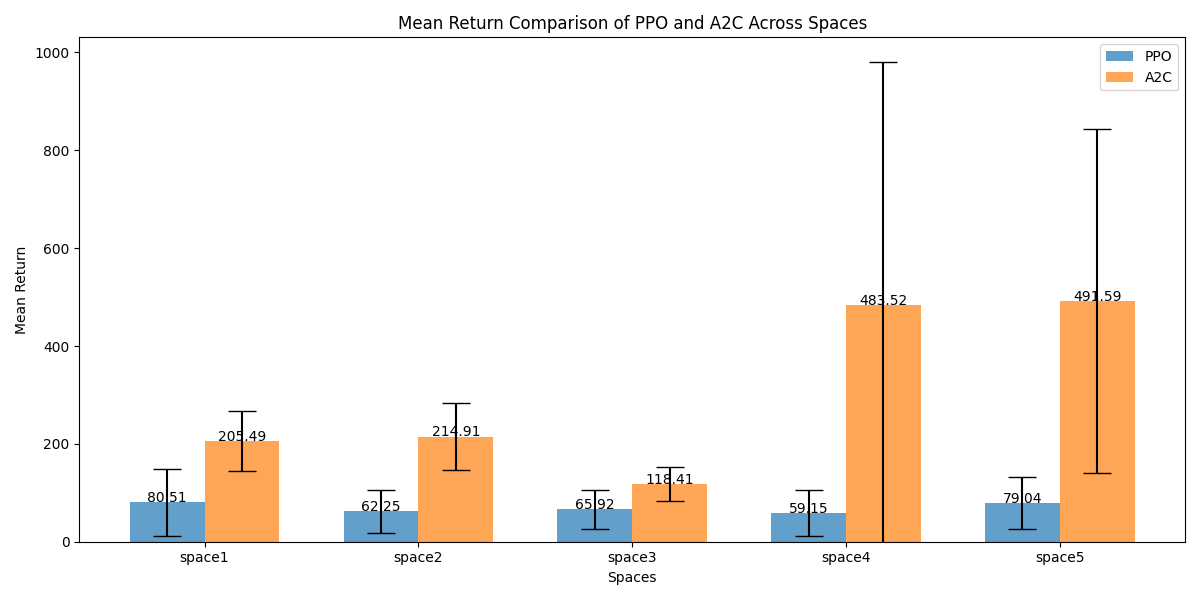 Mean Return Comparison of PPO and A2C Across Spaces
PPO
A2C
1000
800
600
400
200
0
Mean Return
80.51
205.49
62.25
214.91
65.92
118.41
59.15
483.52
79.04
491.59
space1
space2
space3
space4
space5
Spaces